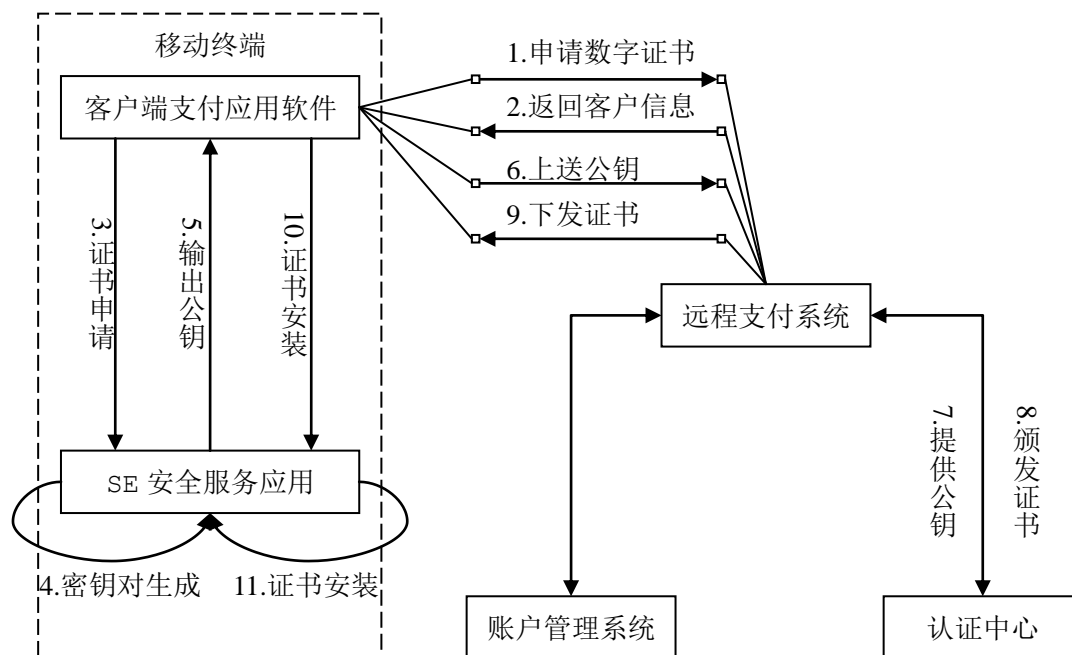 移动终端
客户端支付应用软件
1.申请数字证书
2.返回客户信息
6.上送公钥
9.下发证书
3.证书申请
5.输出公钥
10.证书安装
远程支付系统
7.提供公钥
8.颁发证书
SE 安全服务应用
4.密钥对生成
11.证书安装
账户管理系统
认证中心